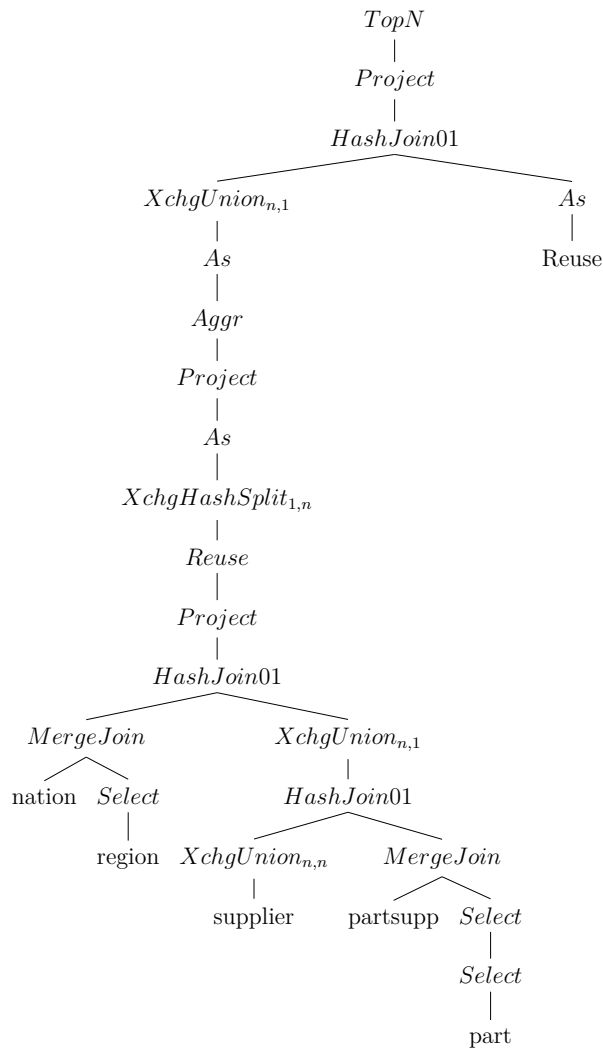 TopN
Project
HashJoin01
XchgUnion_{n,1} As
As Reuse
Aggr
Project
As
XchgHashSplit_{1,n}
Reuse
Project
HashJoin01
MergeJoin XchgUnion_{n,1}
nation Select HashJoin01
region XchgUnion_{n,n} MergeJoin
supplier partsupp Select
Select
part